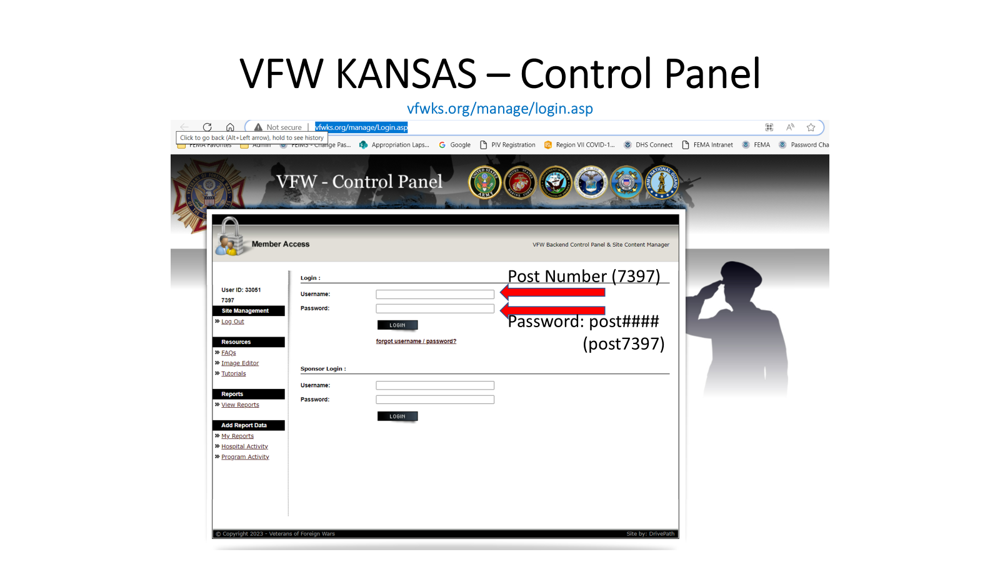 VFW KANSAS – Control Panel
vfwks.org/manage/login.asp
Not secure | vfwks.org/manage/Login.asp
Click to go back (Alt+Left arrow), hold to see history
FEMA Favorites Admin FEIMS - Change Pas... Appropriation Laps... Google PIV Registration Region VII COVID-1... DHS Connect FEMA Intranet FEMA Password Cha
VFW - Control Panel
Member Access
VFW Backend Control Panel & Site Content Manager
Post Number (7397)
Login :
User ID: 33051
7397
Username:
Password:
Site Management
Log Out
LOGIN
Password: post####
(post7397)
forgot username / password?
Resources
FAQs
Image Editor
Tutorials
Sponsor Login :
Username:
Password:
LOGIN
Reports
View Reports
Add Report Data
My Reports
Hospital Activity
Program Activity
© Copyright 2023 - Veterans of Foreign Wars
Site by: DrivePath